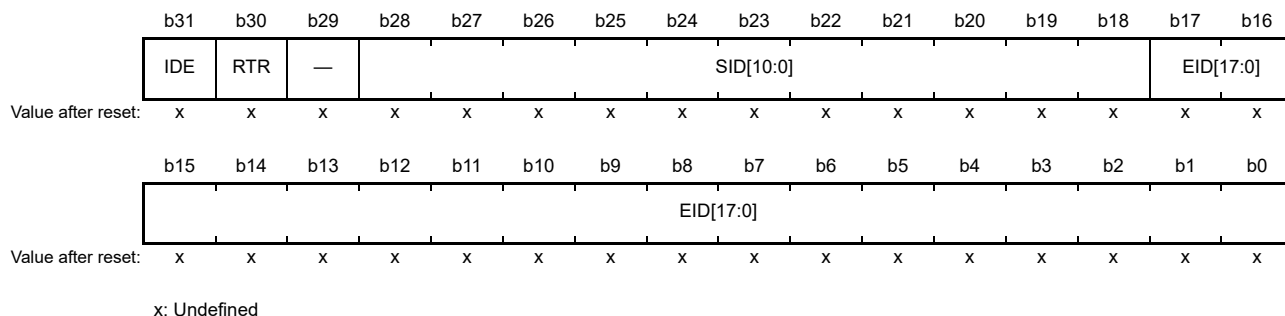 b31 b30 b29 b28 b27 b26 b25 b24 b23 b22 b21 b20 b19 b18 b17 b16
IDE RTR — SID[10:0] EID[17:0]
Value after reset: x x x x x x x x x x x x x x x x
b15 b14 b13 b12 b11 b10 b9 b8 b7 b6 b5 b4 b3 b2 b1 b0
EID[17:0]
Value after reset: x x x x x x x x x x x x x x x x
x: Undefined